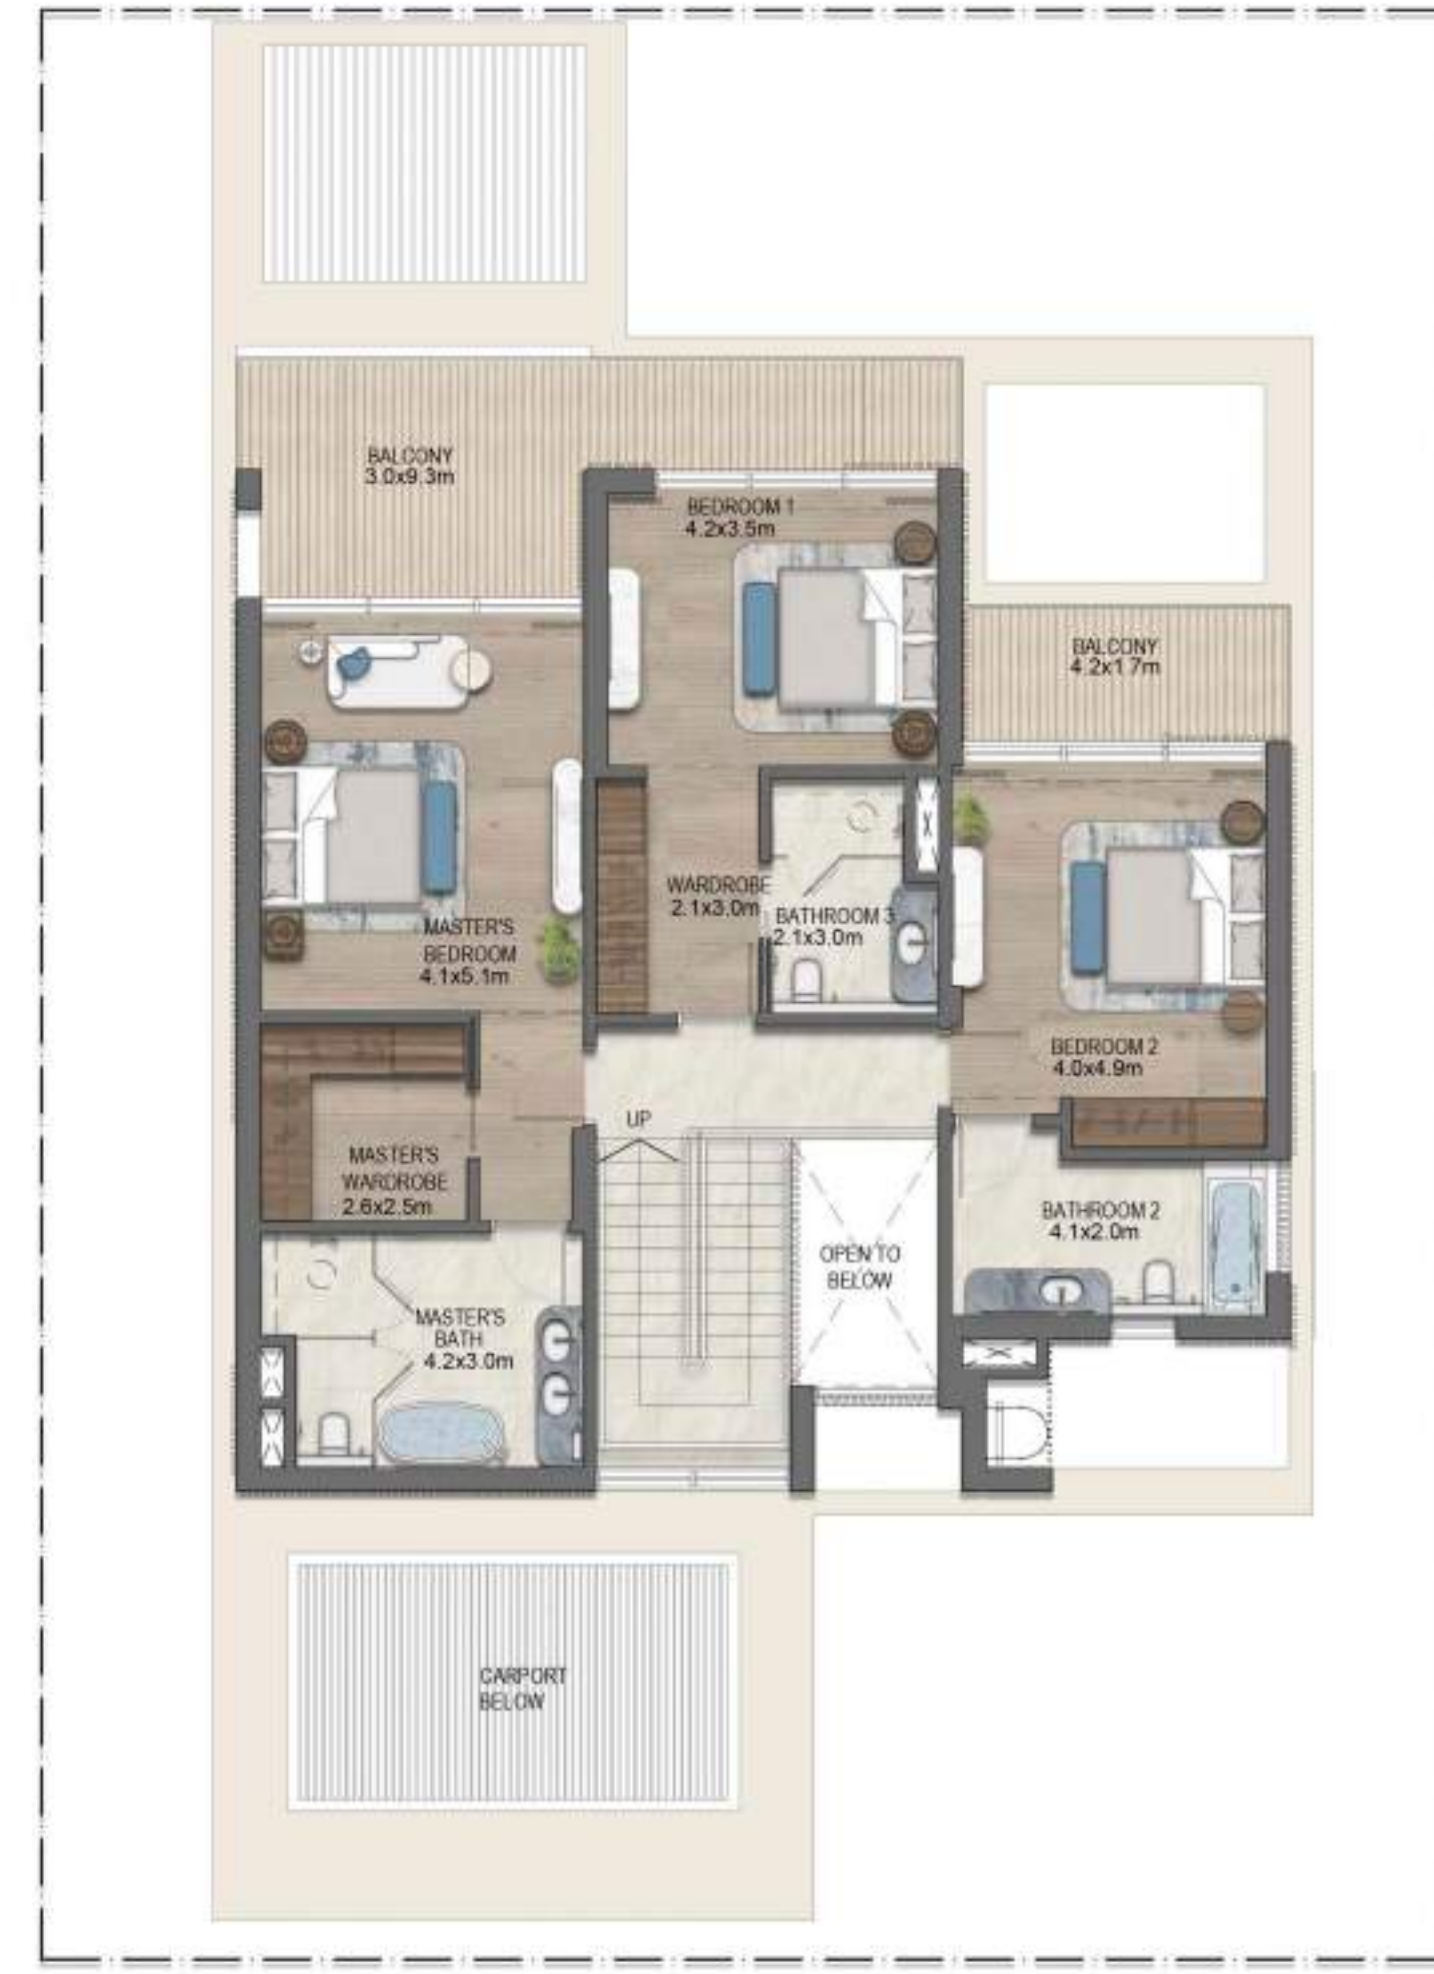 BALCONY
3.0x9.3m
BEDROOM 1
4.2x3.5m
BALCONY
4.2x1.7m
WARDROBE
2.1x3.0m
BATHROOM 3
2.1x3.0m
MASTER'S
BEDROOM
4.1x5.1m
BEDROOM 2
4.0x4.9m
UP
MASTER'S
WARDROBE
2.6x2.5m
BATHROOM 2
4.1x2.0m
OPEN TO
BELOW
MASTER'S
BATH
4.2x3.0m
CARPORT
BELOW